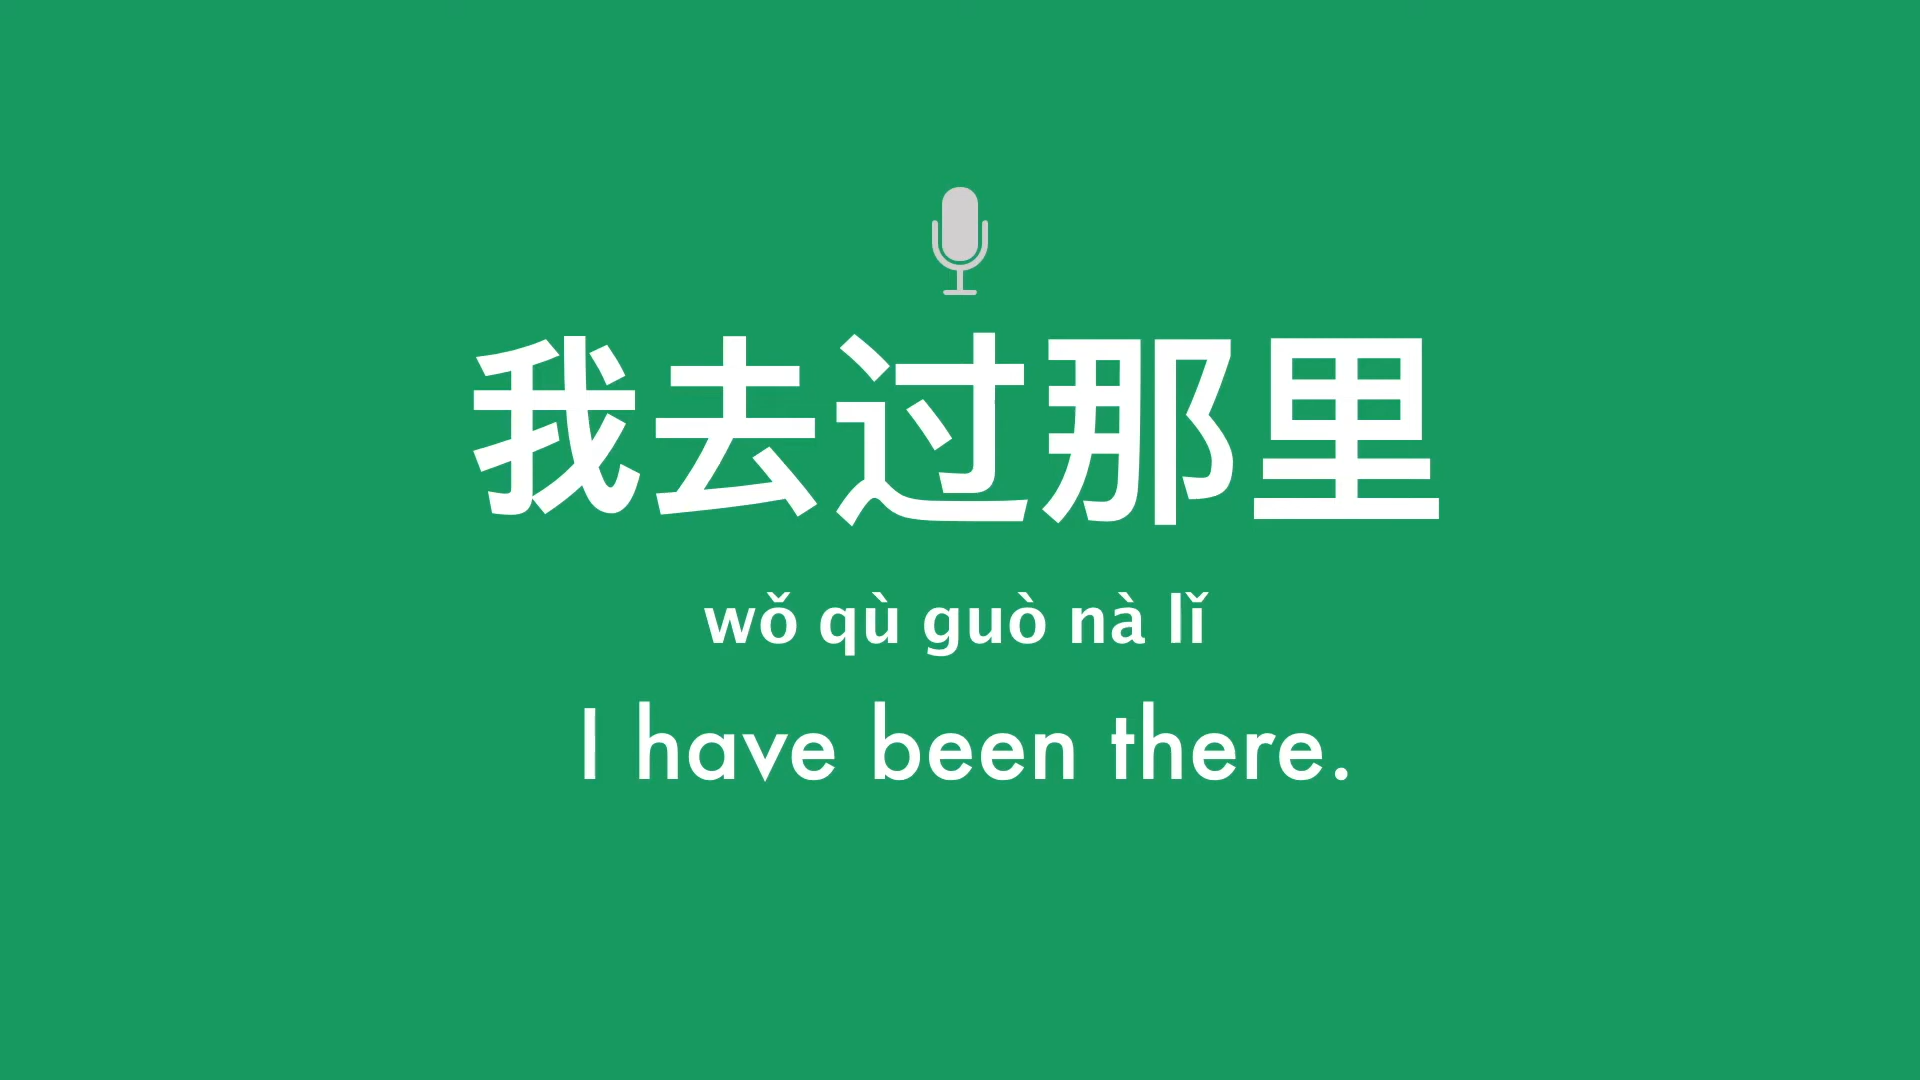 我去过那里
wǒ qù guò nà lǐ
I have been there.